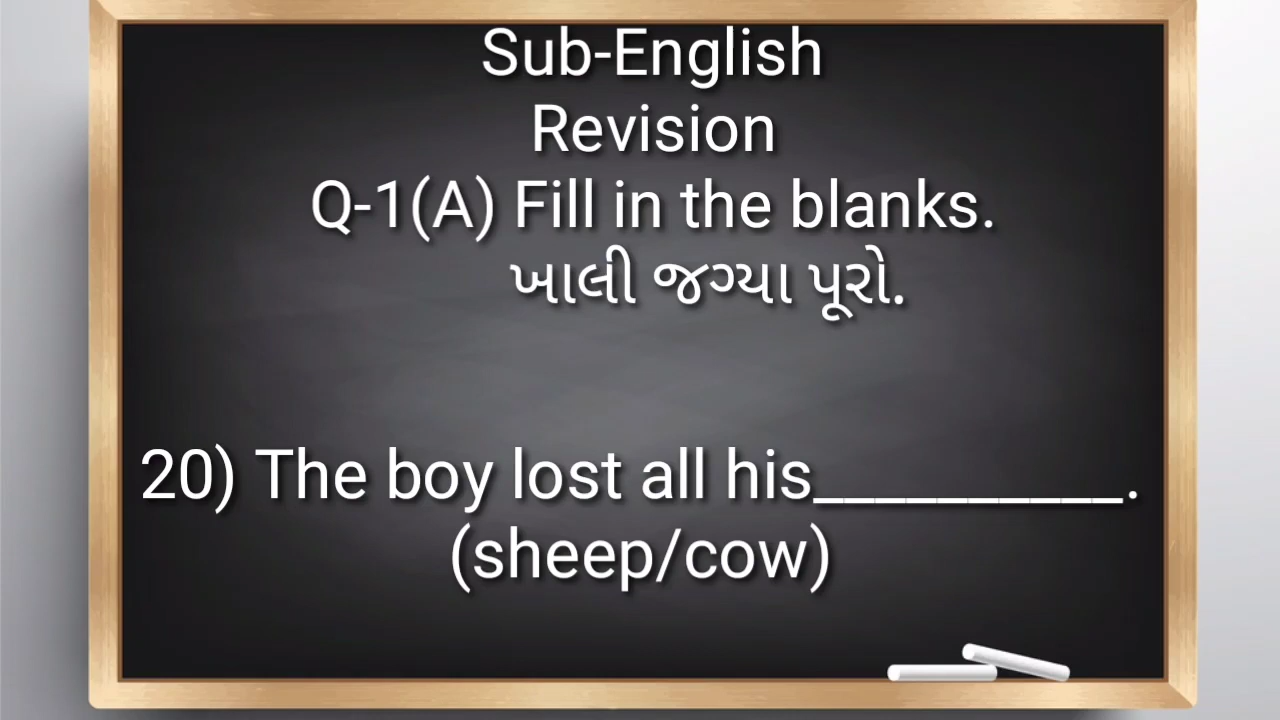 Sub-English
Revision
Q-1(A) Fill in the blanks.
ખાલી જગ્યા પૂરો.
20) The boy lost all his__________.
(sheep/cow)